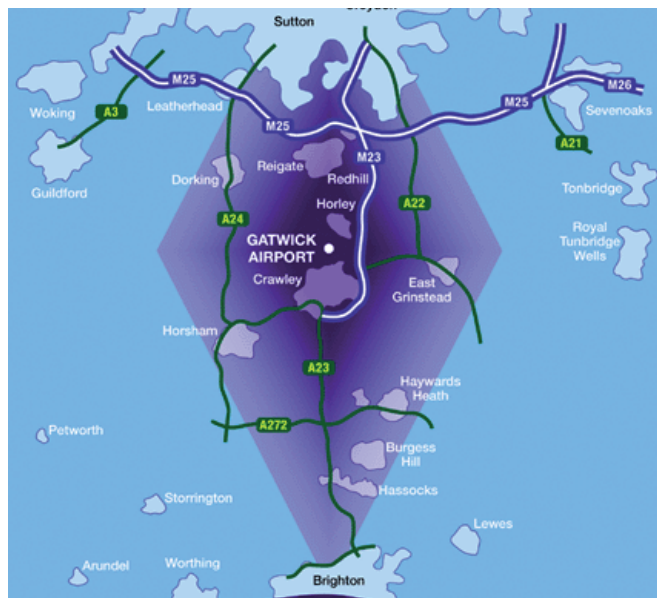 Croydon
Sutton
M25
M26
Woking
A3
Leatherhead
M25
M25
Sevenoaks
A21
Guildford
Reigate
M23
Redhill
Dorking
Horley
A22
A24
Tonbridge
GATWICK
AIRPORT
Royal
Tunbridge
Wells
Crawley
East
Grinstead
Horsham
A23
Haywards
Heath
Petworth
A272
Burgess
Hill
Hassocks
Storrington
Lewes
Arundel
Worthing
Brighton